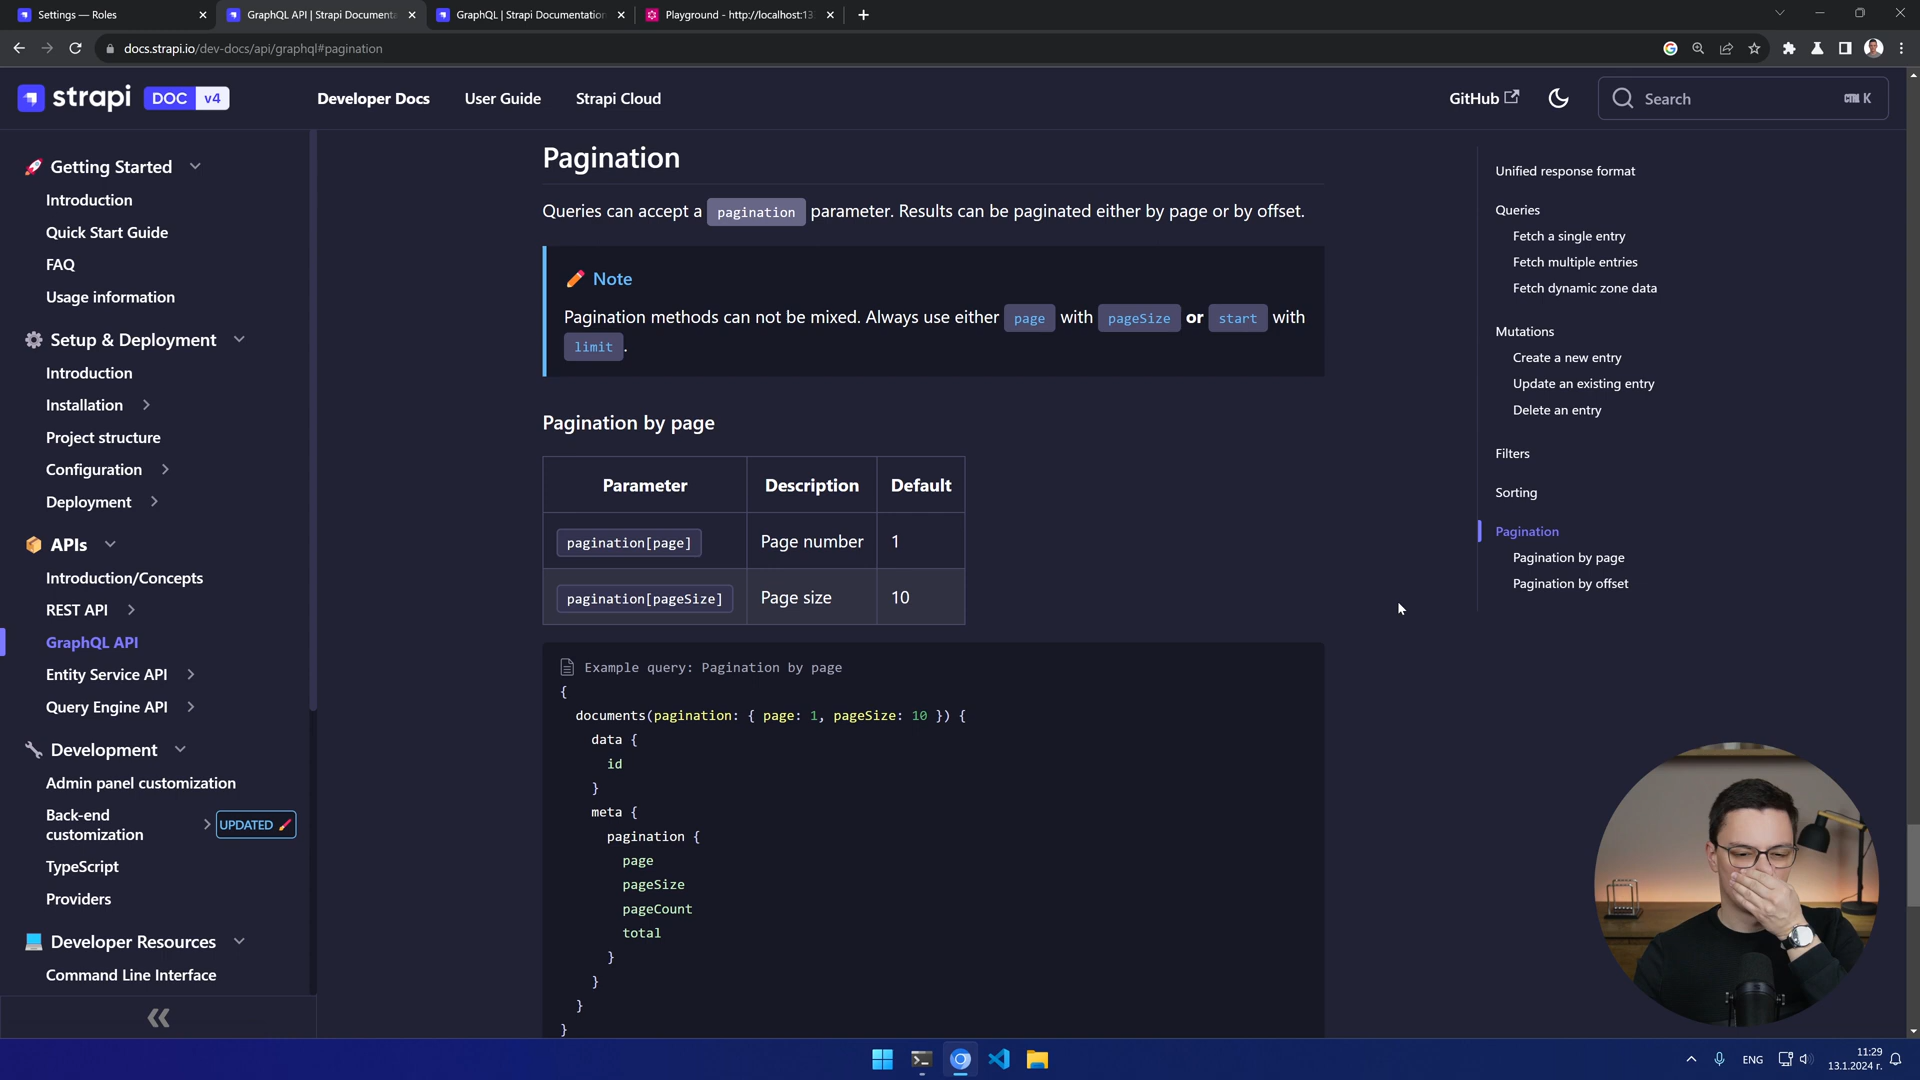 Settings — Roles
GraphQL API | Strapi Documenta
GraphQL | Strapi Documentation
Playground - http://localhost:13
docs.strapi.io/dev-docs/api/graphql#pagination
strapi DOC v4
Developer Docs
User Guide
Strapi Cloud
GitHub
Search
CTRL K
Getting Started
Introduction
Quick Start Guide
FAQ
Usage information
Setup & Deployment
Introduction
Installation
Project structure
Configuration
Deployment
APIs
Introduction/Concepts
REST API
GraphQL API
Entity Service API
Query Engine API
Development
Admin panel customization
Back-end
customization
UPDATED
TypeScript
Providers
Developer Resources
Command Line Interface
Pagination
Queries can accept a pagination parameter. Results can be paginated either by page or by offset.
Note
Pagination methods can not be mixed. Always use either page with pageSize or start with
limit.
Pagination by page
Parameter Description Default
pagination[page] Page number 1
pagination[pageSize] Page size 10
Example query: Pagination by page
{
documents(pagination: { page: 1, pageSize: 10 }) {
data {
id
}
meta {
pagination {
page
pageSize
pageCount
total
}
}
}
}
Unified response format
Queries
Fetch a single entry
Fetch multiple entries
Fetch dynamic zone data
Mutations
Create a new entry
Update an existing entry
Delete an entry
Filters
Sorting
Pagination
Pagination by page
Pagination by offset
ENG
11:29
13.1.2024 г.